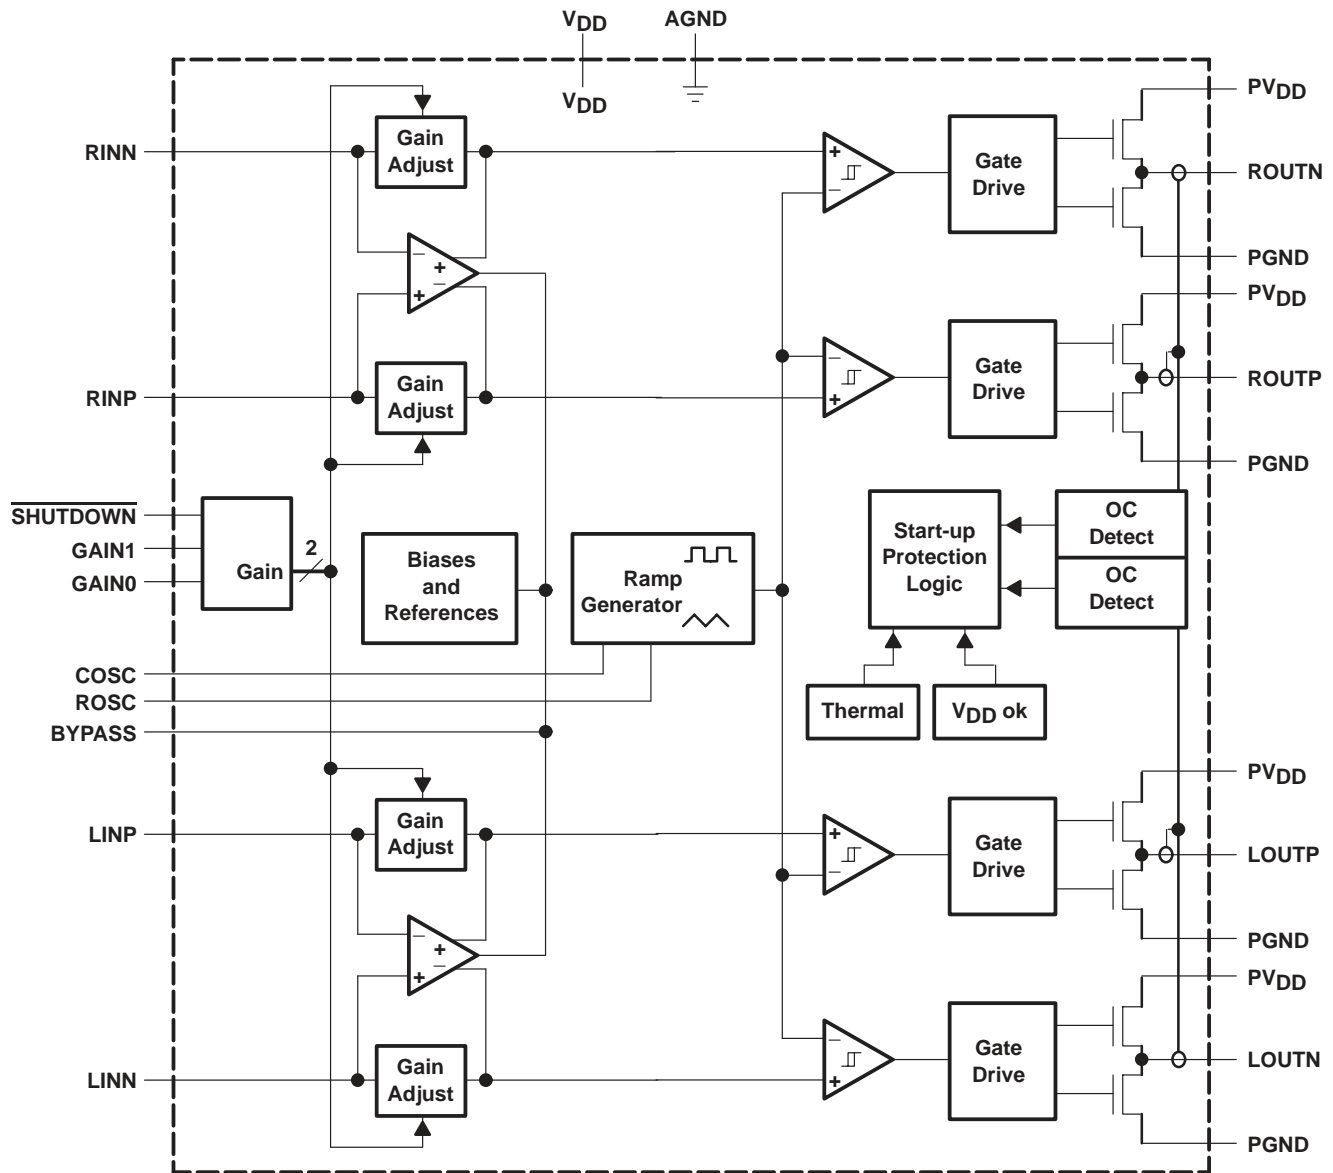 VDD
AGND
VDD
PVDD
Gain
Adjust
RINN
+
−
Gate
Drive
ROUTN
−
+
−
+
PGND
PVDD
Gain
Adjust
RINP
−
+
Gate
Drive
ROUTP
PGND
SHUTDOWN
GAIN1
GAIN0
Gain
2
Biases
and
References
Ramp
Generator
Start-up
Protection
Logic
OC
Detect
OC
Detect
COSC
ROSC
BYPASS
Thermal
VDD ok
PVDD
Gain
Adjust
LINP
+
−
Gate
Drive
LOUTP
−
+
−
+
PGND
PVDD
Gain
Adjust
LINN
−
+
Gate
Drive
LOUTN
PGND